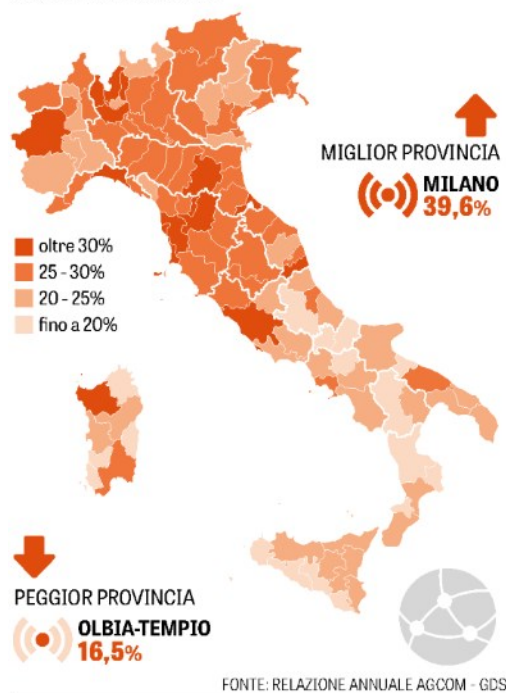 MIGLIOR PROVINCIA
MILANO
39,6%
oltre 30%
25 - 30%
20 - 25%
fino a 20%
PEGGIOR PROVINCIA
OLBIA-TEMPIO
16,5%
FONTE: RELAZIONE ANNUALE AGCOM - GDS